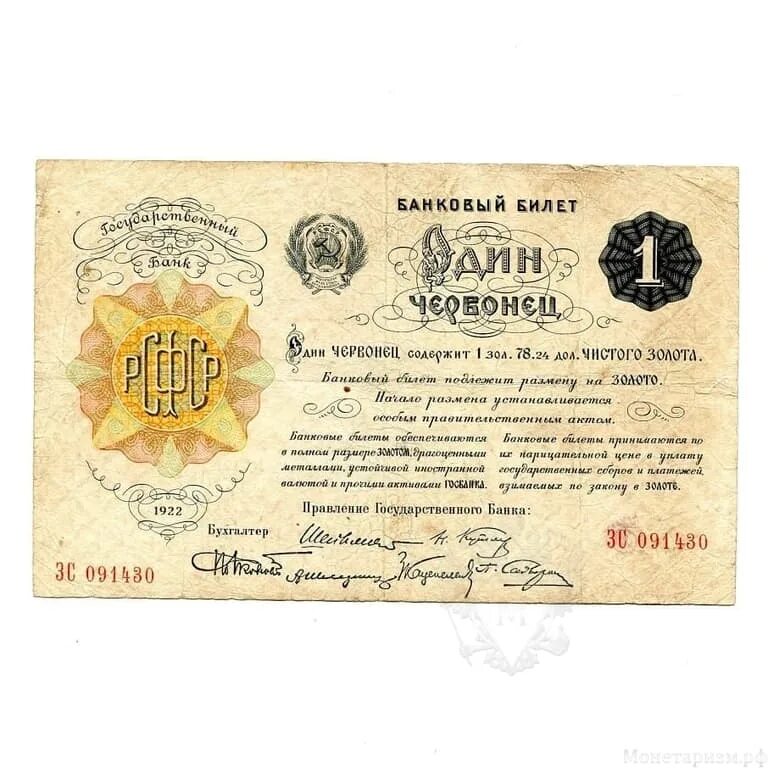 Государственный
Банк
РСФСР
1922
БАНКОВЫЙ БИЛЕТ
ОДИН
ЧЕРВОНЕЦ
1
Один ЧЕРВОНЕЦ содержит 1 зол. 78.24 дол. ЧИСТОГО ЗОЛОТА.
Банковый билет подлежит размену на ЗОЛОТО.
Начало размена устанавливается
особым правительственным актом.
Банковые билеты обеспечиваются
в полном размере ЗОЛОТОМ, драгоценными
металлами, устойчивой иностранной
валютой и прочими активами ГОСБАНКА.
Банковые билеты принимаются по
их нарицательной цене в уплату
государственных сборов и платежей,
взимаемых по закону в ЗОЛОТЕ.
Правление Государственного Банка:
Бухгалтер
ЗС 091430
ЗС 091430
М
Монетаризм.рф